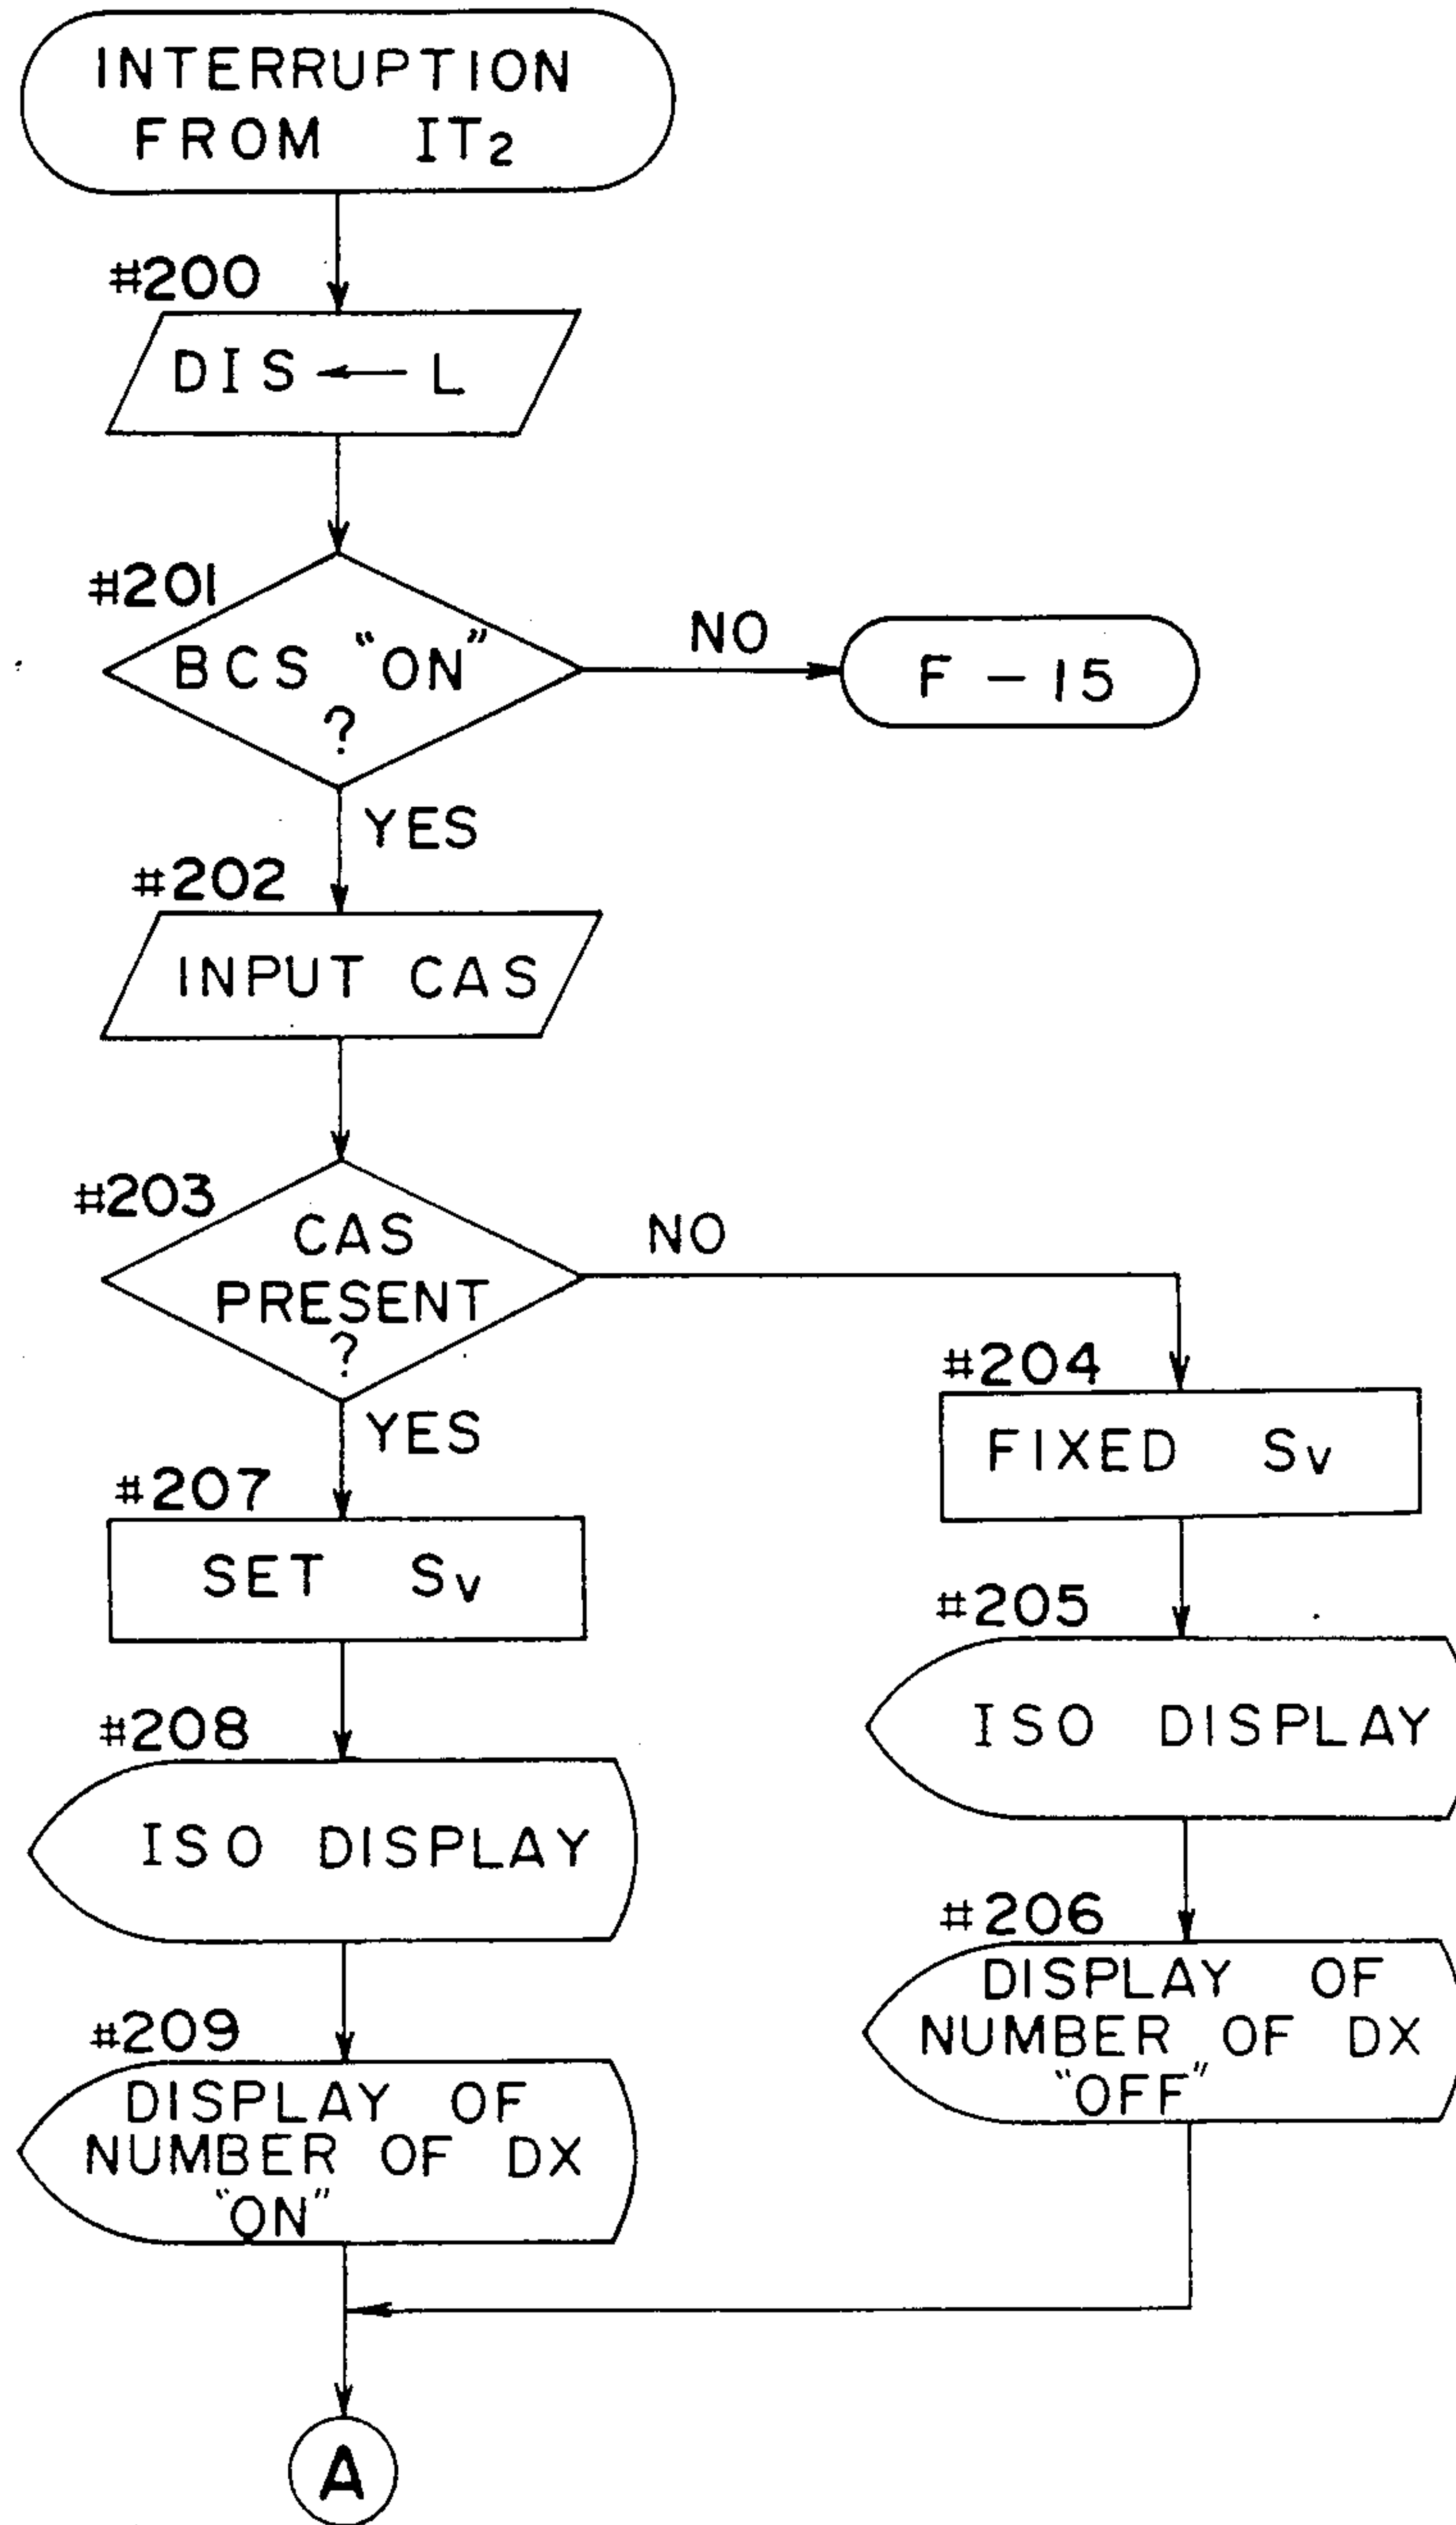 INTERRUPTION
FROM IT2
#200
DIS ← L
#201
BCS "ON"
?
NO
F-15
YES
#202
INPUT CAS
#203
CAS
PRESENT
?
NO
YES
#204
FIXED Sv
#205
ISO DISPLAY
#206
DISPLAY OF
NUMBER OF DX
"OFF"
#207
SET Sv
#208
ISO DISPLAY
#209
DISPLAY OF
NUMBER OF DX
"ON"
A